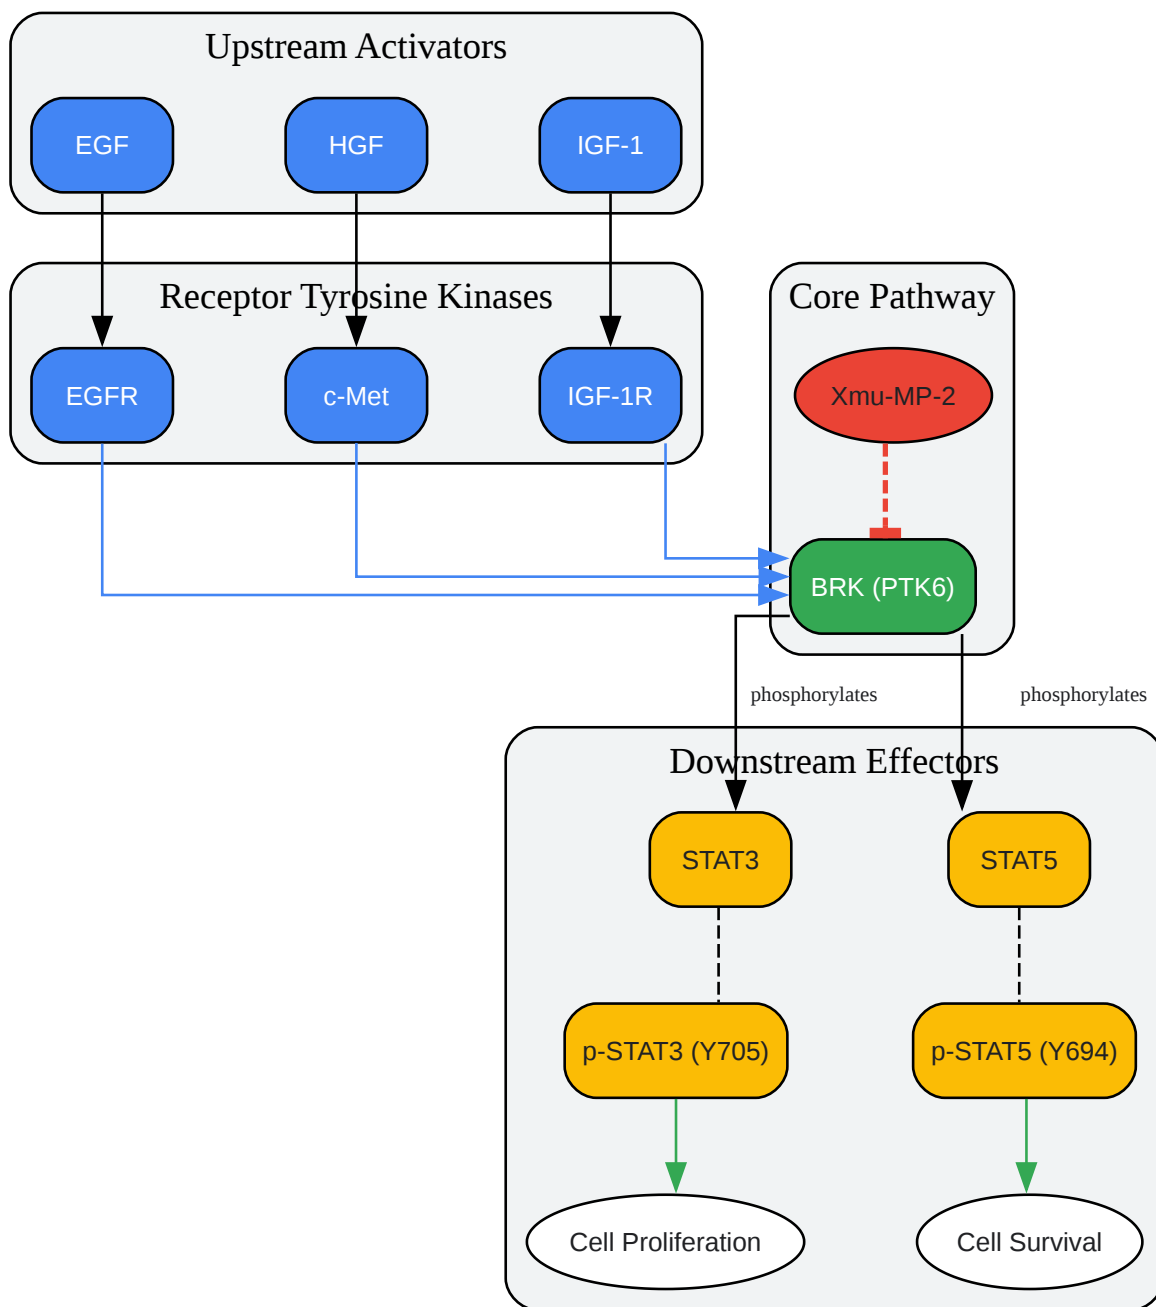 Upstream Activators
EGF
HGF
IGF-1
Receptor Tyrosine Kinases
EGFR
c-Met
IGF-1R
Core Pathway
Xmu-MP-2
BRK (PTK6)
phosphorylates
phosphorylates
Downstream Effectors
STAT3
STAT5
p-STAT3 (Y705)
p-STAT5 (Y694)
Cell Proliferation
Cell Survival